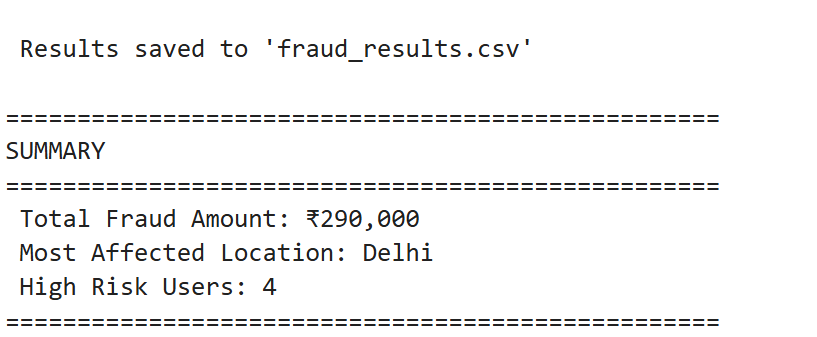 Results saved to 'fraud_results.csv'
==================================================
SUMMARY
==================================================
Total Fraud Amount: ₹290,000
Most Affected Location: Delhi
High Risk Users: 4
==================================================